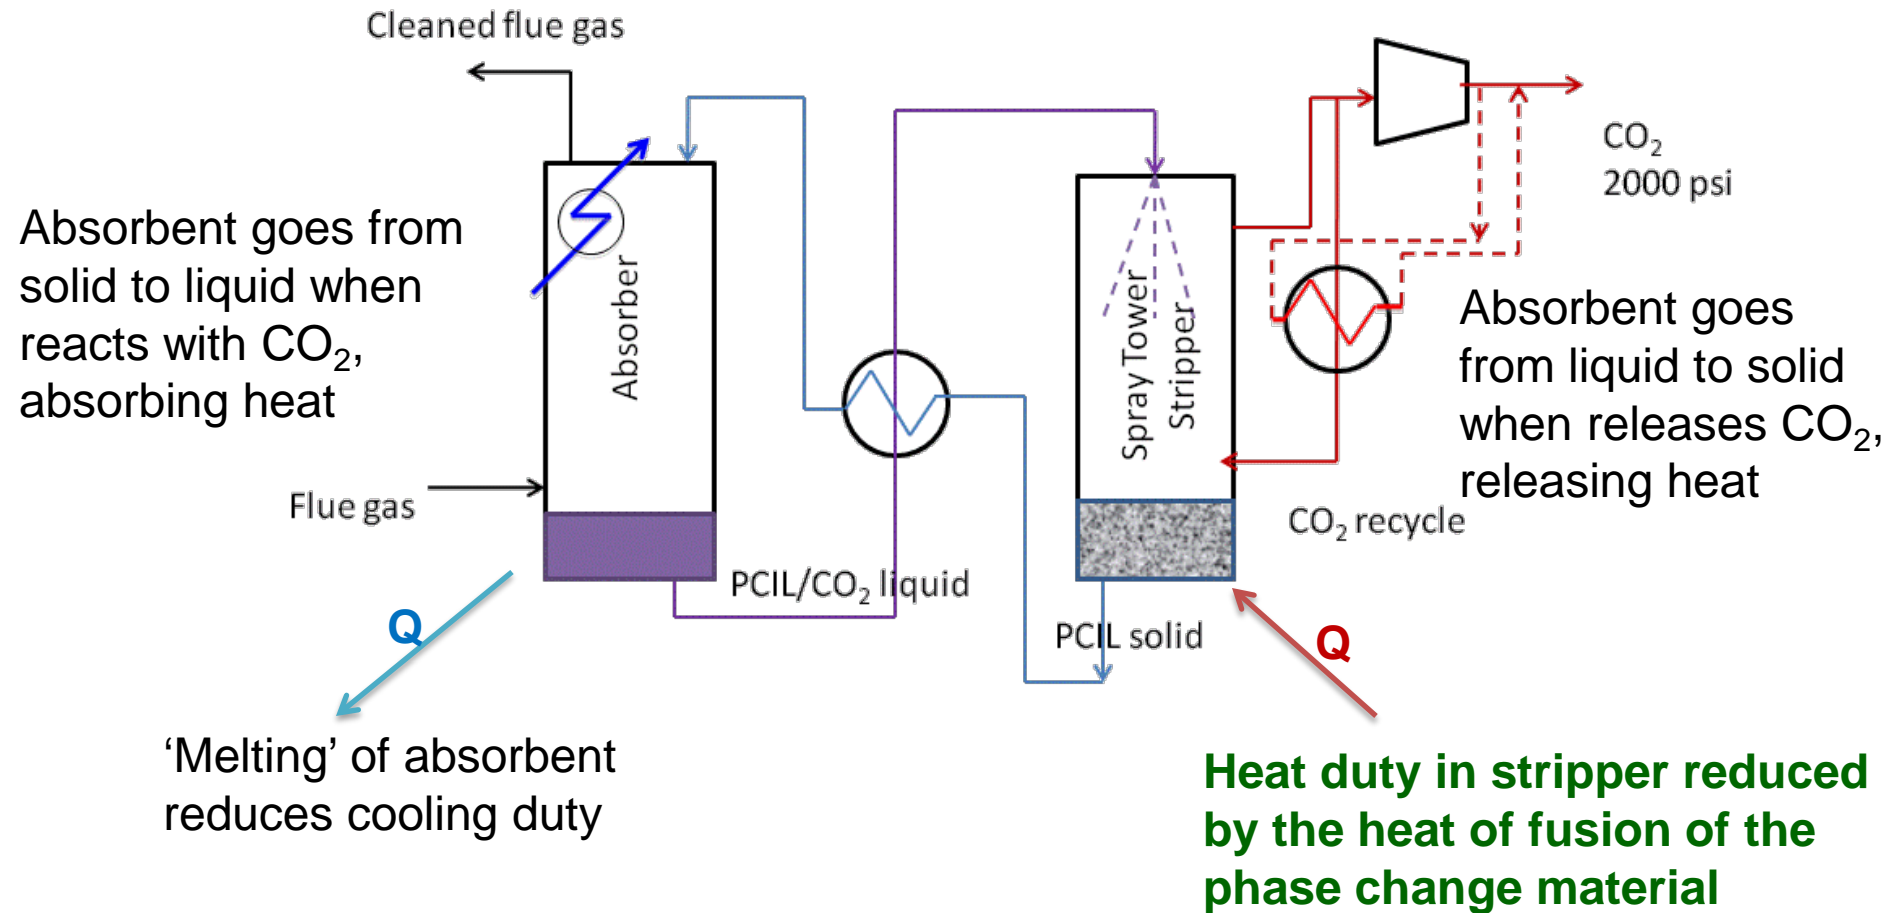 Cleaned flue gas
CO₂
2000 psi
Absorbent goes from
solid to liquid when
reacts with CO₂,
absorbing heat
Absorber
Spray Tower
Stripper
Absorbent goes
from liquid to solid
when releases CO₂,
releasing heat
Flue gas
CO₂ recycle
PCIL/CO₂ liquid
PCIL solid
Q
Q
‘Melting’ of absorbent
reduces cooling duty
Heat duty in stripper reduced
by the heat of fusion of the
phase change material